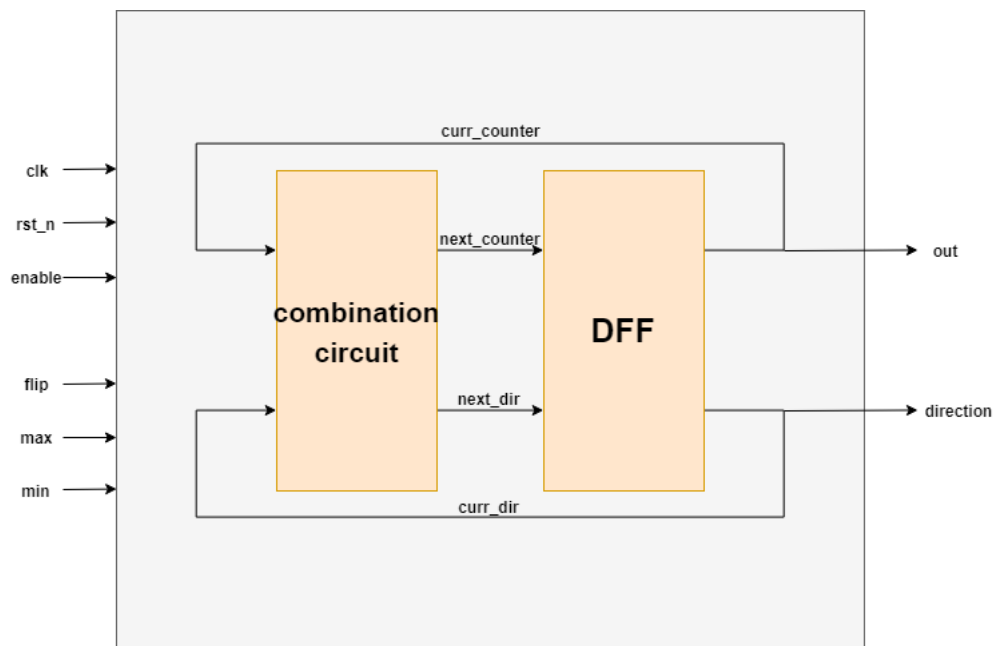 curr_counter
clk
rst_n
next_counter
enable
out
combination
circuit
DFF
flip
next_dir
direction
max
min
curr_dir